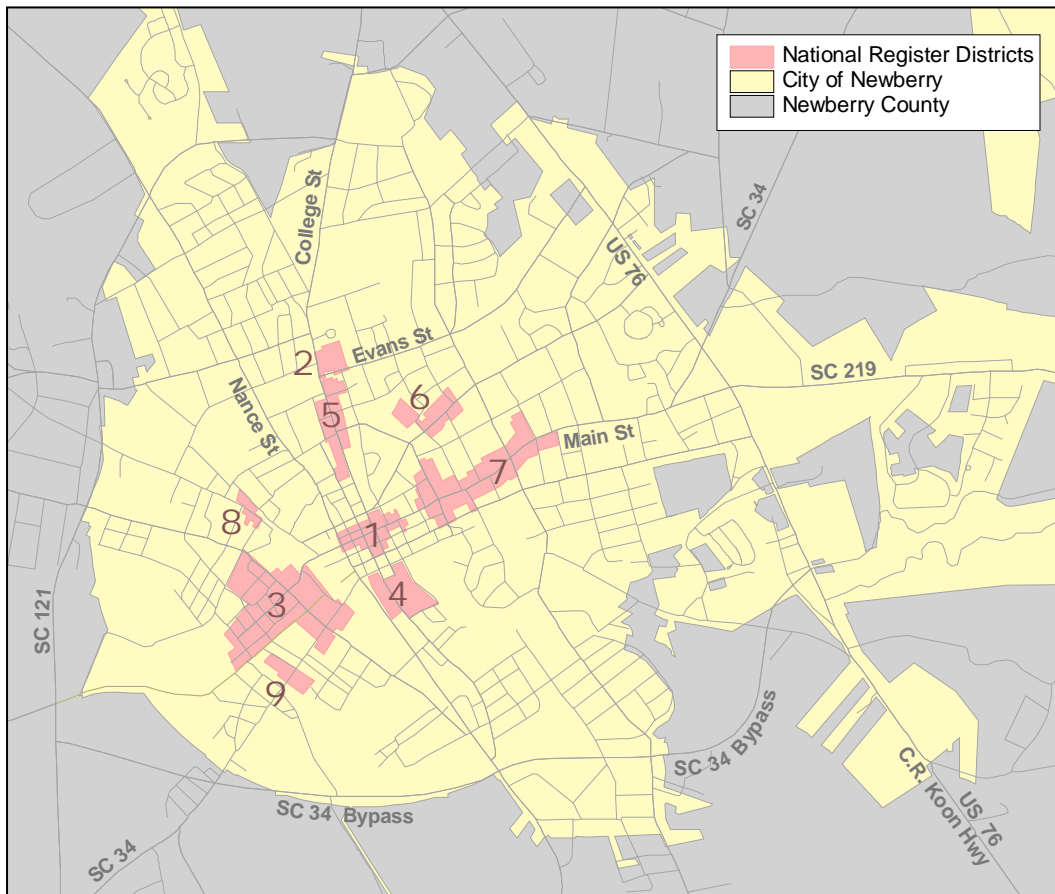 National Register Districts
City of Newberry
Newberry County
College St
SC 34
US 76
2
Evans St
SC 219
Nance St
6
5
Main St
7
8
1
3
4
SC 121
9
SC 34 Bypass
SC 34 Bypass
C.R. Koon Hwy
US 76
SC 34